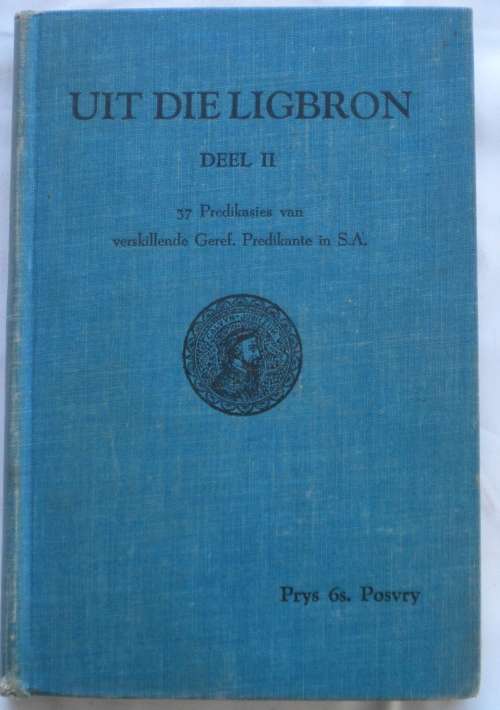 UIT DIE LIGBRON
DEEL II
37 Predikasies van
verskillende Geref. Predikante in S.A.
Prys 6s. Posvry